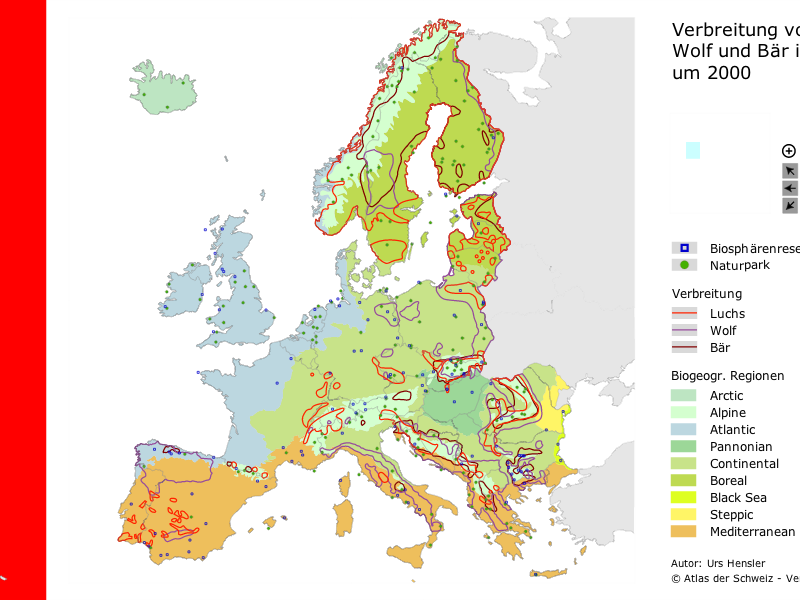 Verbreitung vo
Wolf und Bär i
um 2000
Biosphärenrese
Naturpark
Verbreitung
Luchs
Wolf
Bär
Biogeogr. Regionen
Arctic
Alpine
Atlantic
Pannonian
Continental
Boreal
Black Sea
Steppic
Mediterranean
Autor: Urs Hensler
© Atlas der Schweiz - Ve